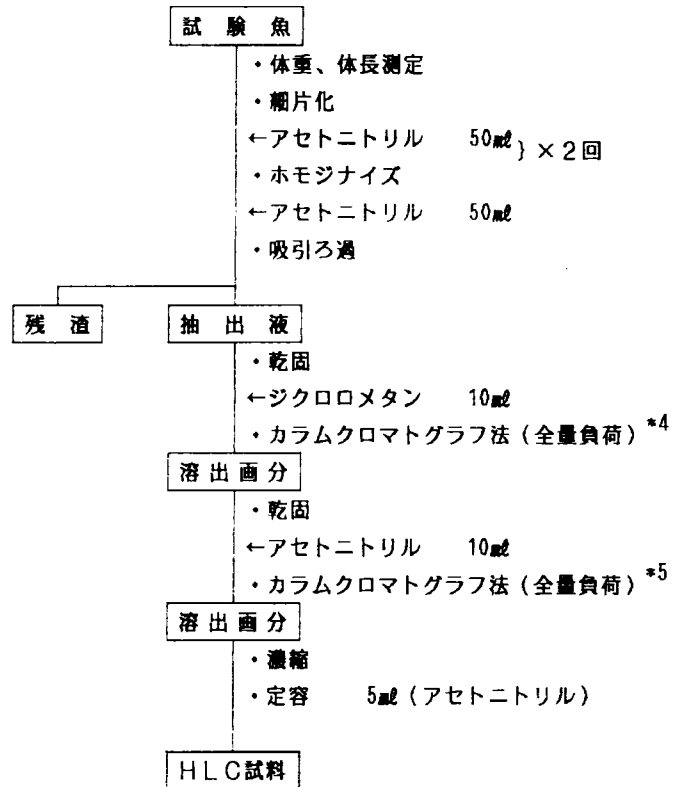 試験魚
・体重、体長測定
・細片化
←アセトニトリル 50ml } ×2回
・ホモジナイズ
←アセトニトリル 50ml
・吸引ろ過
残渣 抽出液
・乾固
←ジクロロメタン 10ml
・カラムクロマトグラフ法（全量負荷）*4
溶出画分
・乾固
←アセトニトリル 10ml
・カラムクロマトグラフ法（全量負荷）*5
溶出画分
・濃縮
・定容 5ml（アセトニトリル）
HLC試料